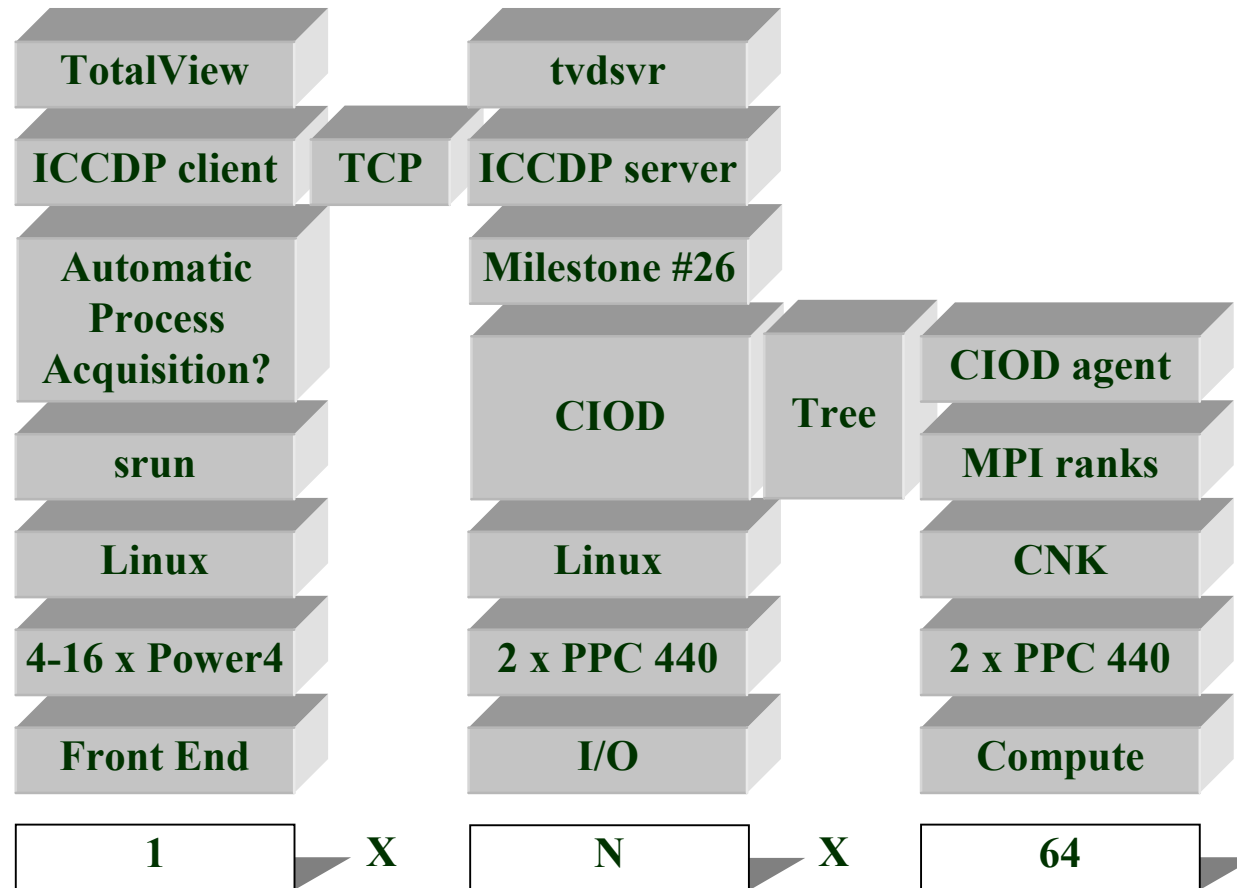 TotalView
tvdsvr
ICCDP client
TCP
ICCDP server
Automatic
Process
Acquisition?
Milestone #26
CIOD
Tree
CIOD agent
srun
MPI ranks
Linux
Linux
CNK
4-16 x Power4
2 x PPC 440
2 x PPC 440
Front End
I/O
Compute
1
X
N
X
64